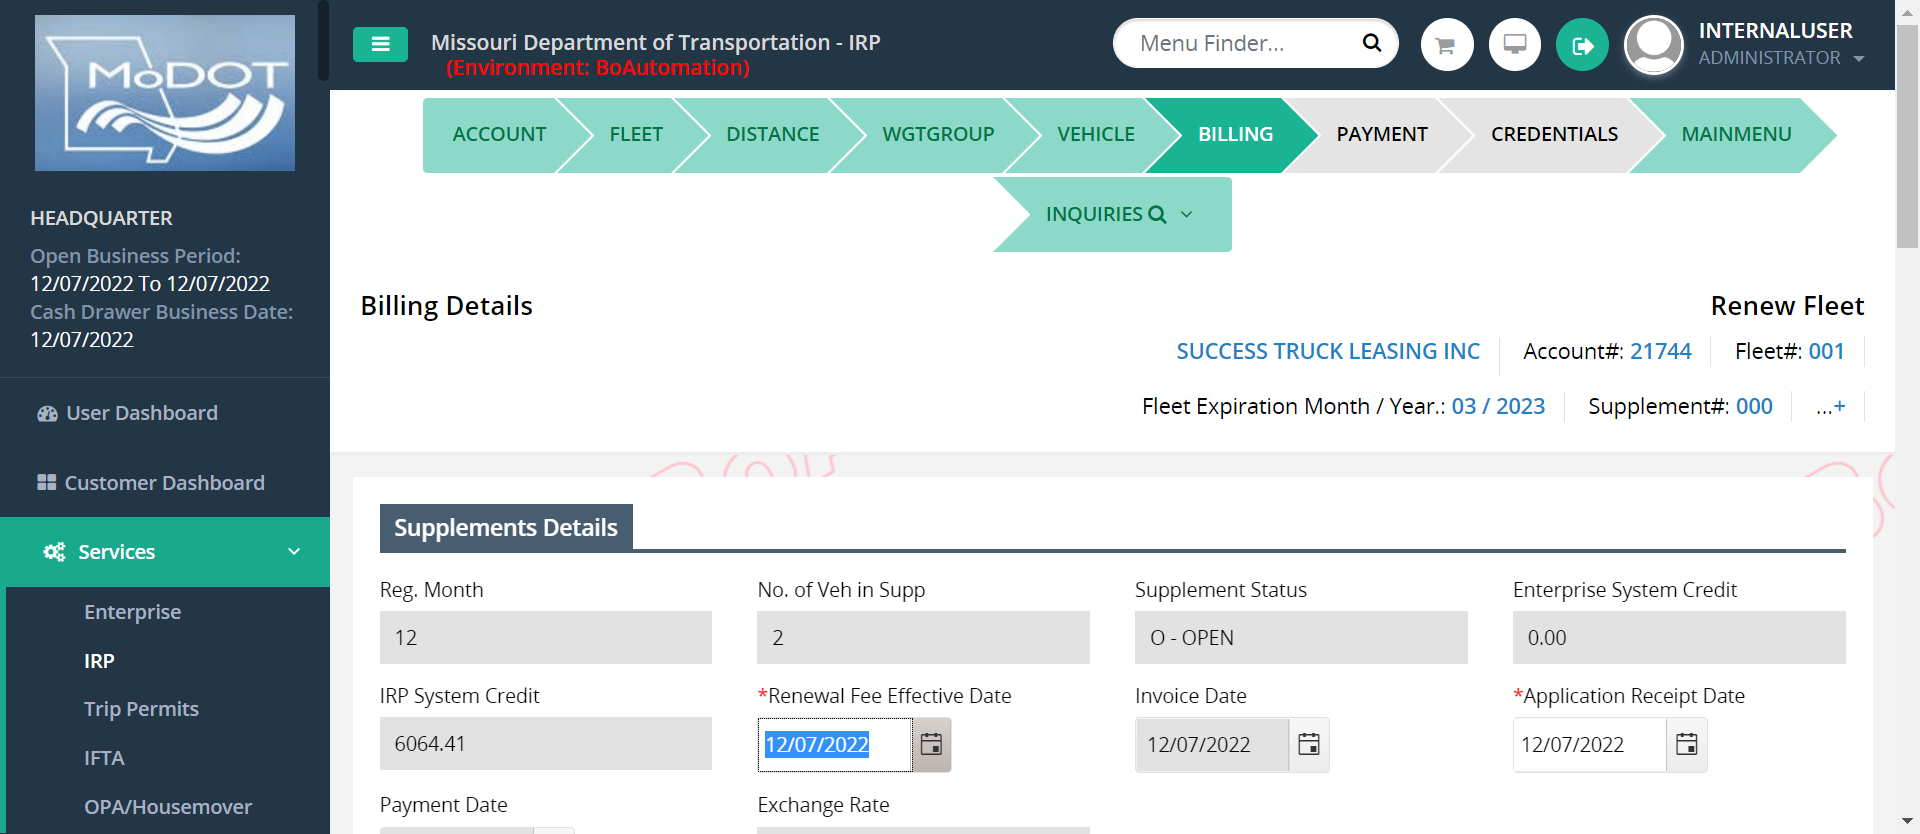 MoDOT
Missouri Department of Transportation - IRP
(Environment: BoAutomation)
Menu Finder...
INTERNALUSER
ADMINISTRATOR
HEADQUARTER
Open Business Period:
12/07/2022 To 12/07/2022
Cash Drawer Business Date:
12/07/2022
User Dashboard
Customer Dashboard
Services
Enterprise
IRP
Trip Permits
IFTA
OPA/Housemover
ACCOUNT FLEET DISTANCE WGTGROUP VEHICLE BILLING PAYMENT CREDENTIALS MAINMENU
INQUIRIES
Billing Details
Renew Fleet
SUCCESS TRUCK LEASING INC Account#: 21744 Fleet#: 001
Fleet Expiration Month / Year.: 03 / 2023 Supplement#: 000 ...+
Supplements Details
Reg. Month No. of Veh in Supp Supplement Status Enterprise System Credit
12 2 O - OPEN 0.00
IRP System Credit *Renewal Fee Effective Date Invoice Date *Application Receipt Date
6064.41 12/07/2022 12/07/2022 12/07/2022
Payment Date Exchange Rate